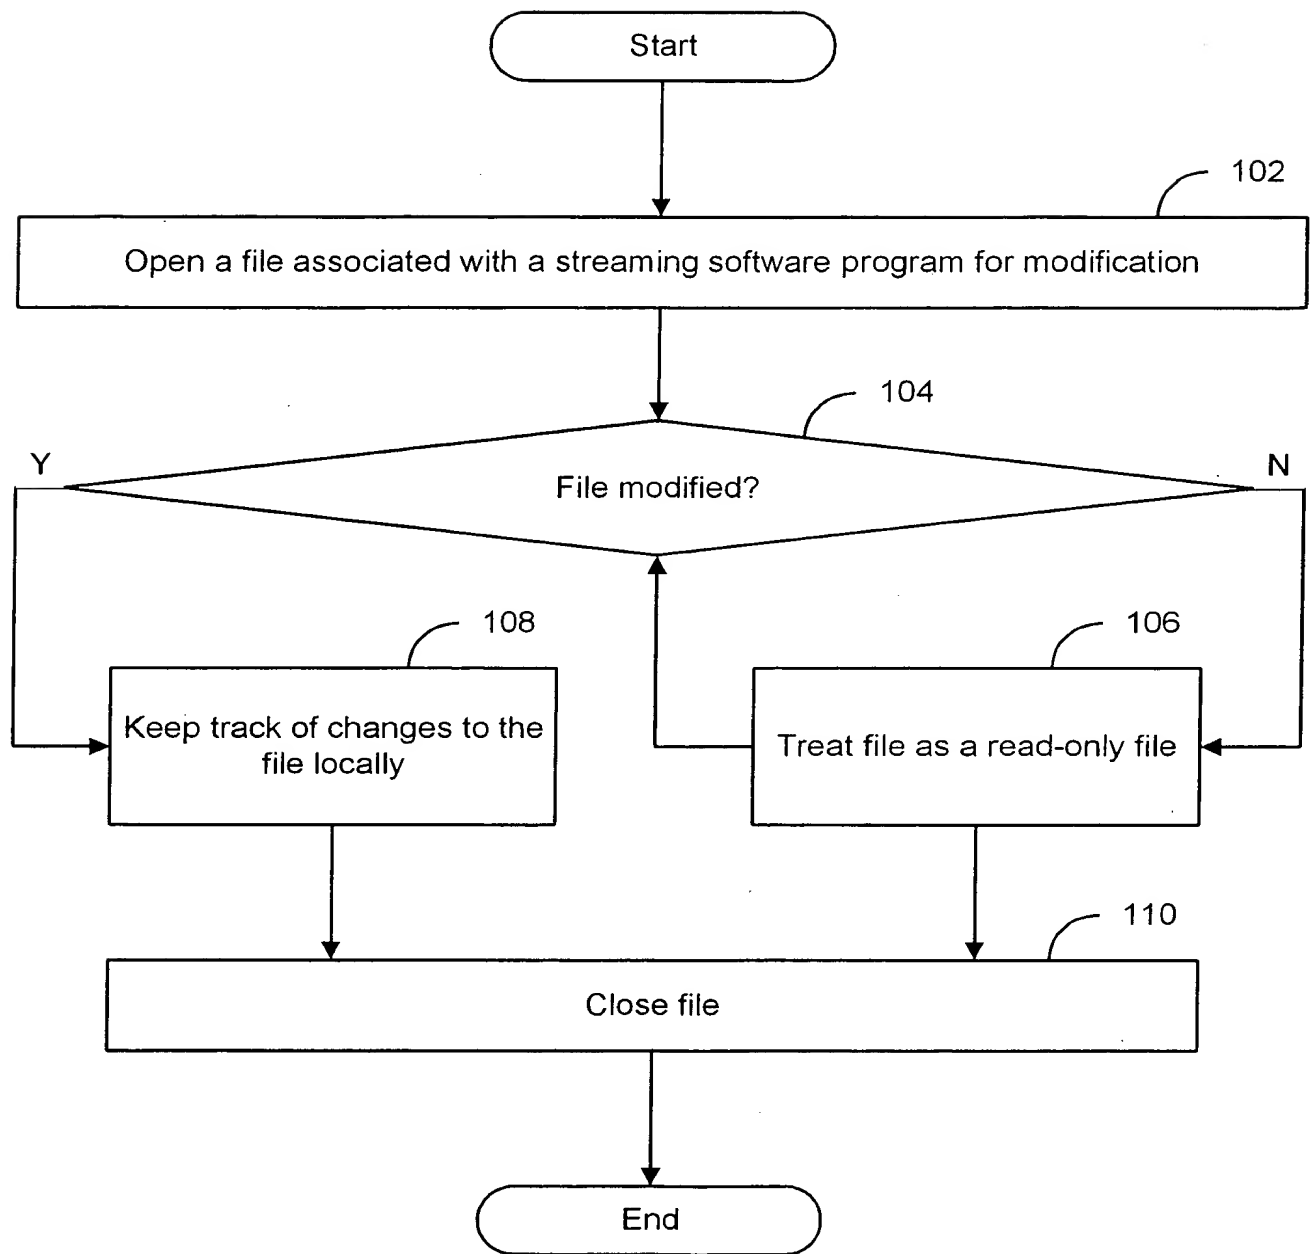 Start
102
Open a file associated with a streaming software program for modification
104
Y
File modified?
N
108
106
Keep track of changes to the
file locally
Treat file as a read-only file
110
Close file
End